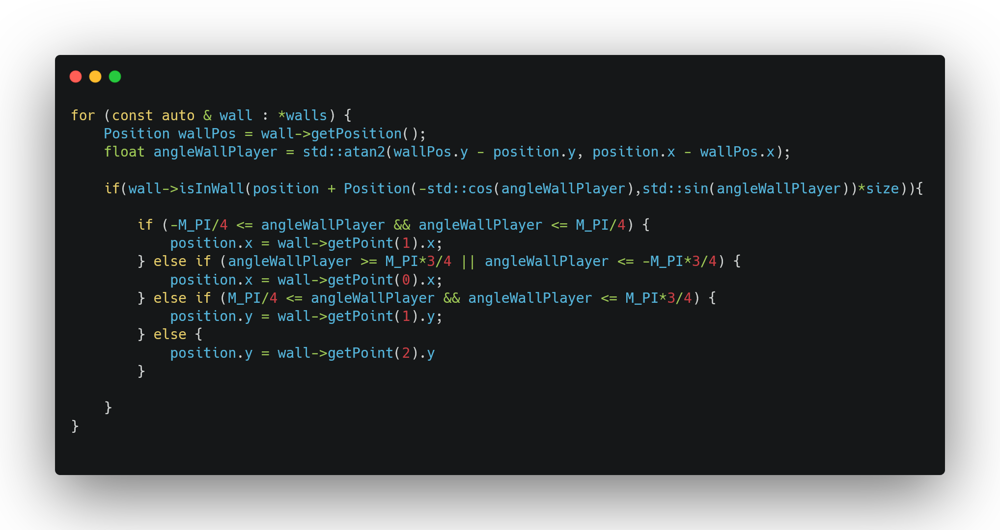 for (const auto & wall : *walls) {
    Position wallPos = wall->getPosition();
    float angleWallPlayer = std::atan2(wallPos.y - position.y, position.x - wallPos.x);
    if(wall->isInWall(position + Position(-std::cos(angleWallPlayer),std::sin(angleWallPlayer))*size)){
        if (-M_PI/4 <= angleWallPlayer && angleWallPlayer <= M_PI/4) {
            position.x = wall->getPoint(1).x;
        } else if (angleWallPlayer >= M_PI*3/4 || angleWallPlayer <= -M_PI*3/4) {
            position.x = wall->getPoint(0).x;
        } else if (M_PI/4 <= angleWallPlayer && angleWallPlayer <= M_PI*3/4) {
            position.y = wall->getPoint(1).y;
        } else {
            position.y = wall->getPoint(2).y
        }
    }
}